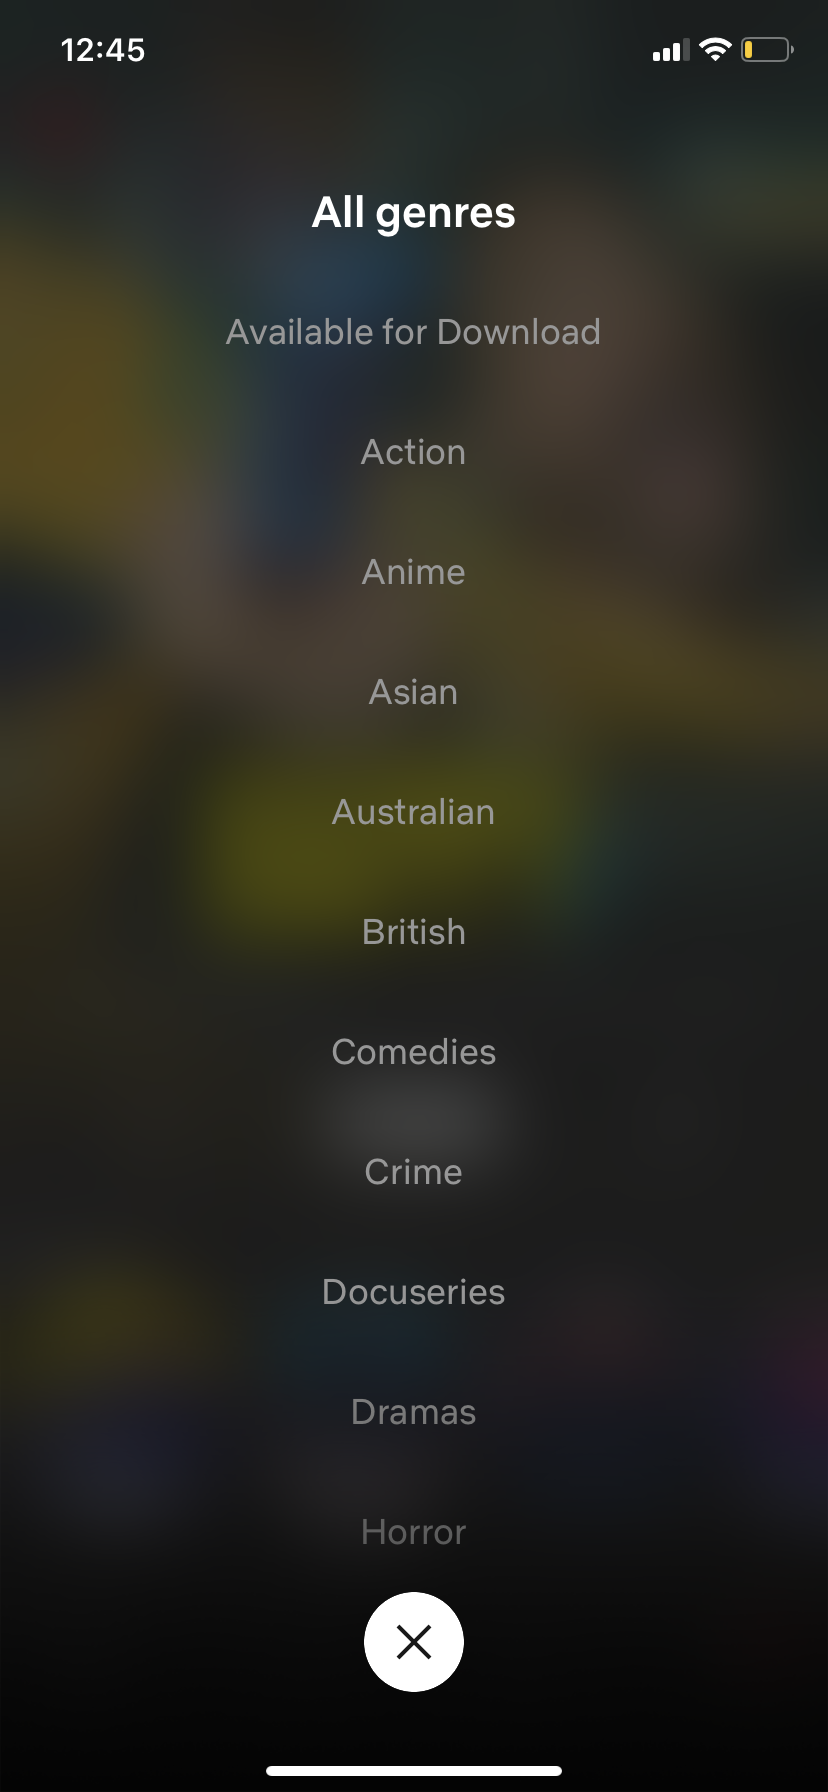 12:45
All genres
Available for Download
Action
Anime
Asian
Australian
British
Comedies
Crime
Docuseries
Dramas
Horror